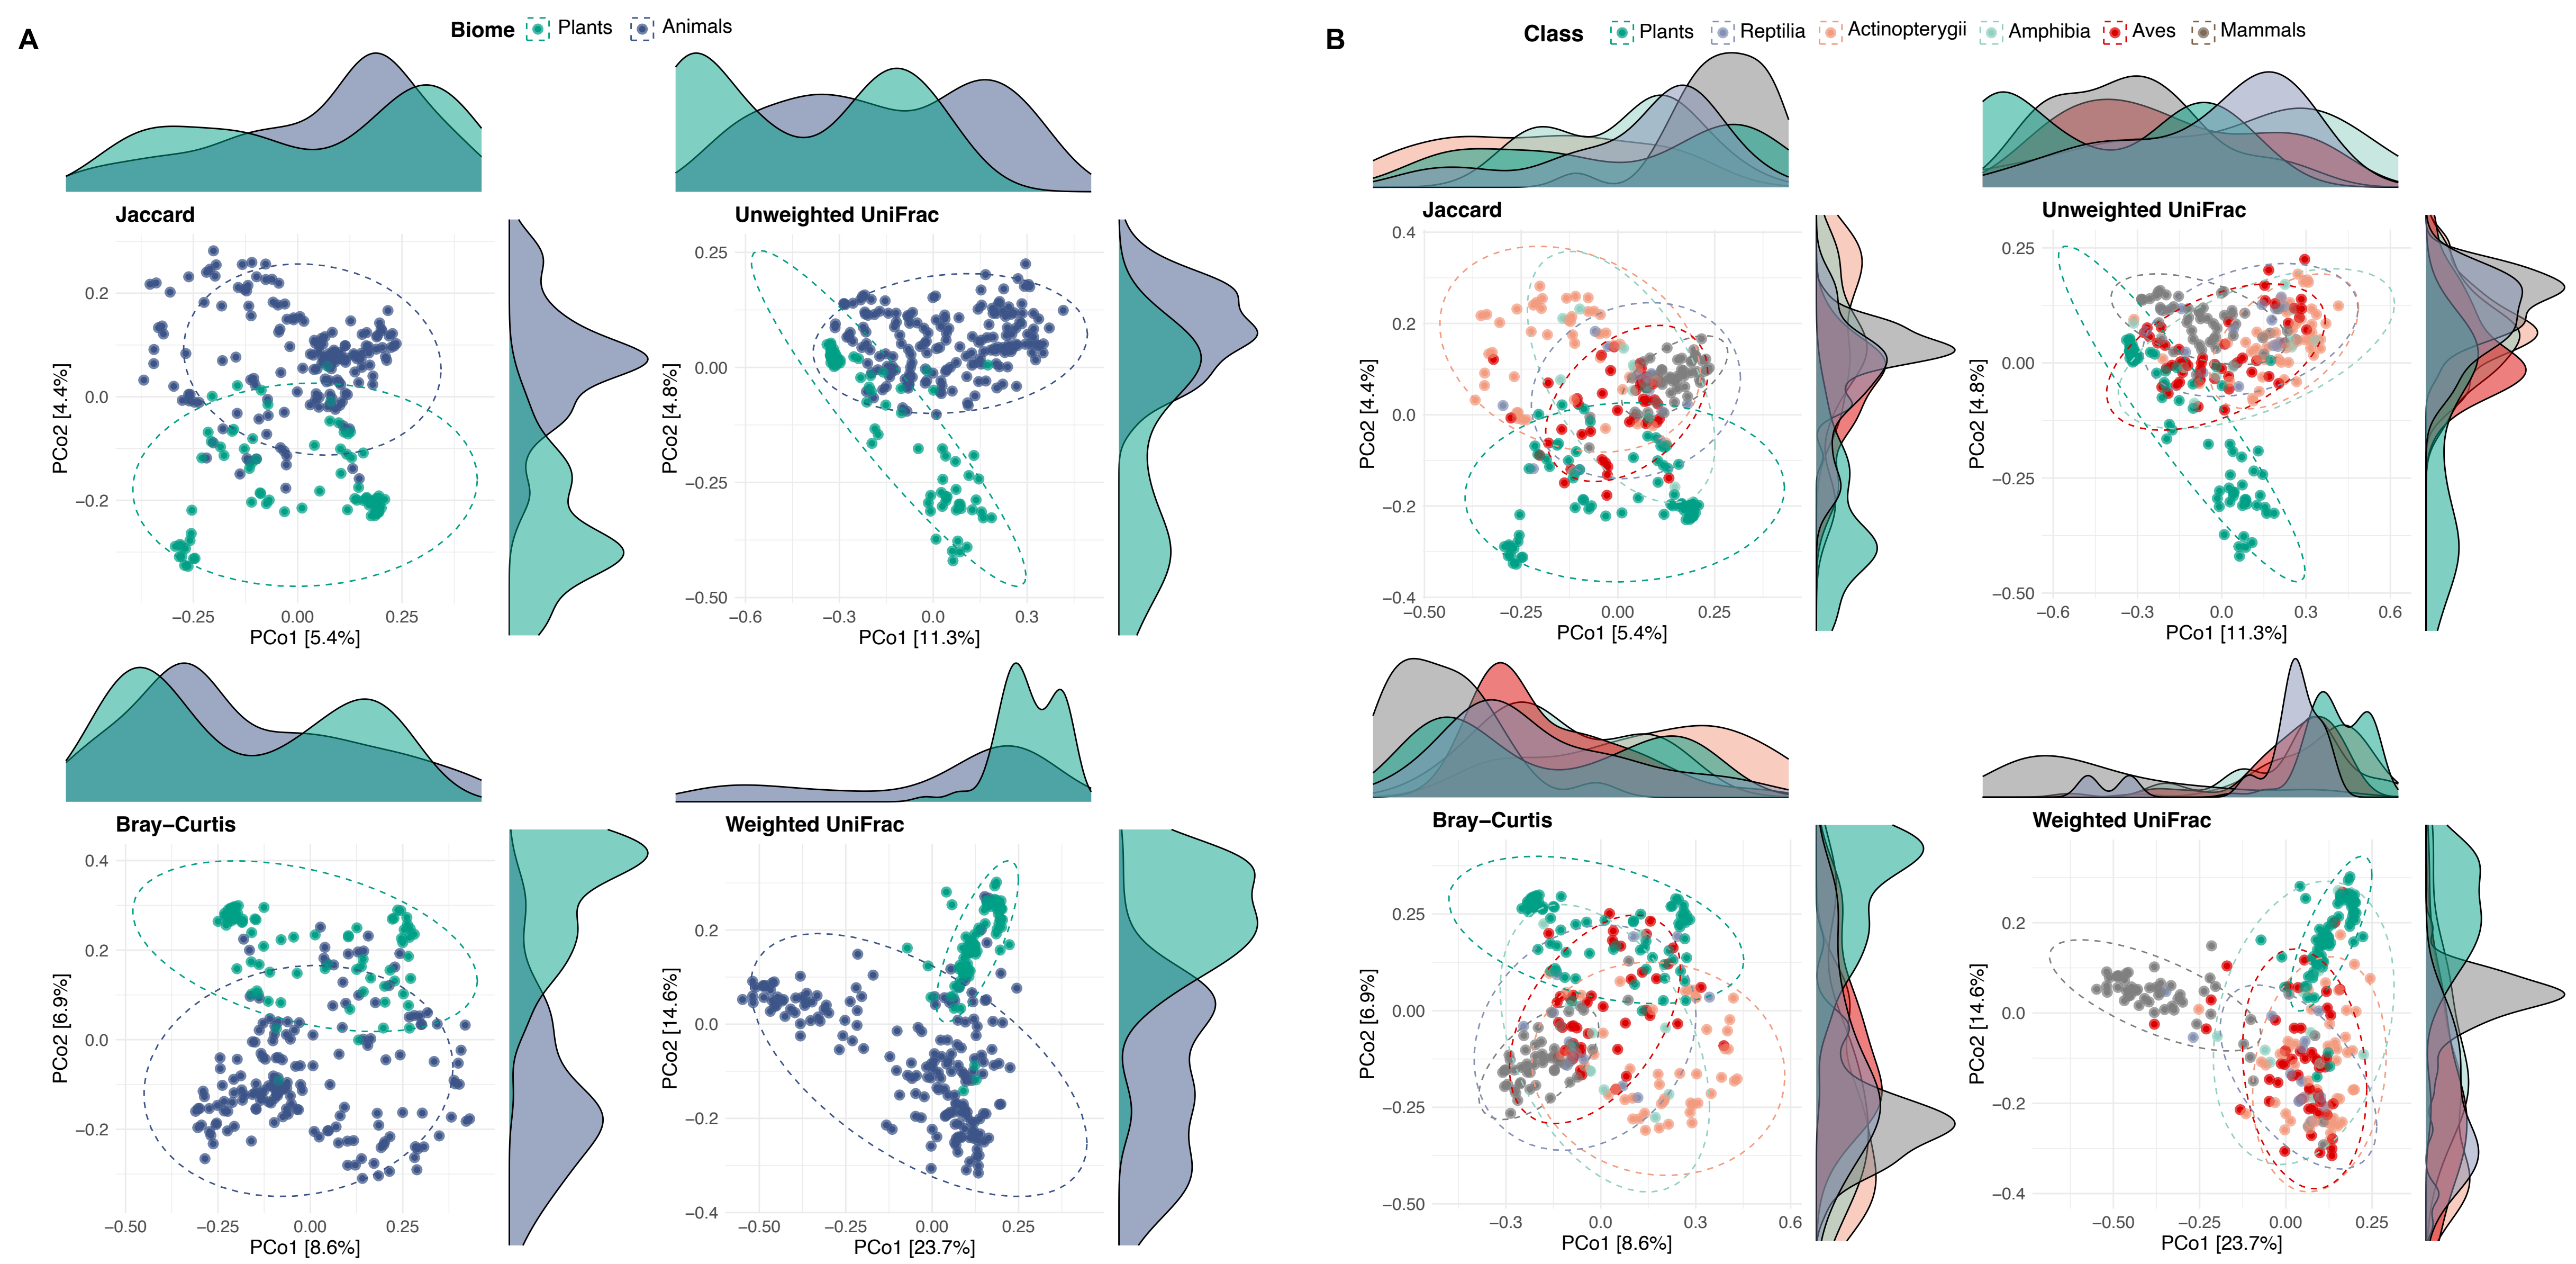 A
Biome Plants Animals
Jaccard
0.2
0.0
−0.2
−0.25 0.00 0.25
PCo1 [5.4%]
PCo2 [4.4%]
Unweighted UniFrac
0.25
0.00
−0.25
−0.50
−0.6 −0.3 0.0 0.3
PCo1 [11.3%]
PCo2 [4.8%]
Bray−Curtis
0.4
0.2
0.0
−0.2
−0.50 −0.25 0.00 0.25
PCo1 [8.6%]
PCo2 [6.9%]
Weighted UniFrac
0.2
0.0
−0.2
−0.4
−0.50 −0.25 0.00 0.25
PCo1 [23.7%]
PCo2 [14.6%]
B
Class Plants Reptilia Actinopterygii Amphibia Aves Mammals
Jaccard
0.4
0.2
0.0
−0.2
−0.4
−0.50 −0.25 0.00 0.25
PCo1 [5.4%]
PCo2 [4.4%]
Unweighted UniFrac
0.25
0.00
−0.25
−0.50
−0.6 −0.3 0.0 0.3 0.6
PCo1 [11.3%]
PCo2 [4.8%]
Bray−Curtis
0.25
0.00
−0.25
−0.50
−0.3 0.0 0.3 0.6
PCo1 [8.6%]
PCo2 [6.9%]
Weighted UniFrac
0.2
0.0
−0.2
−0.4
−0.50 −0.25 0.00 0.25
PCo1 [23.7%]
PCo2 [14.6%]